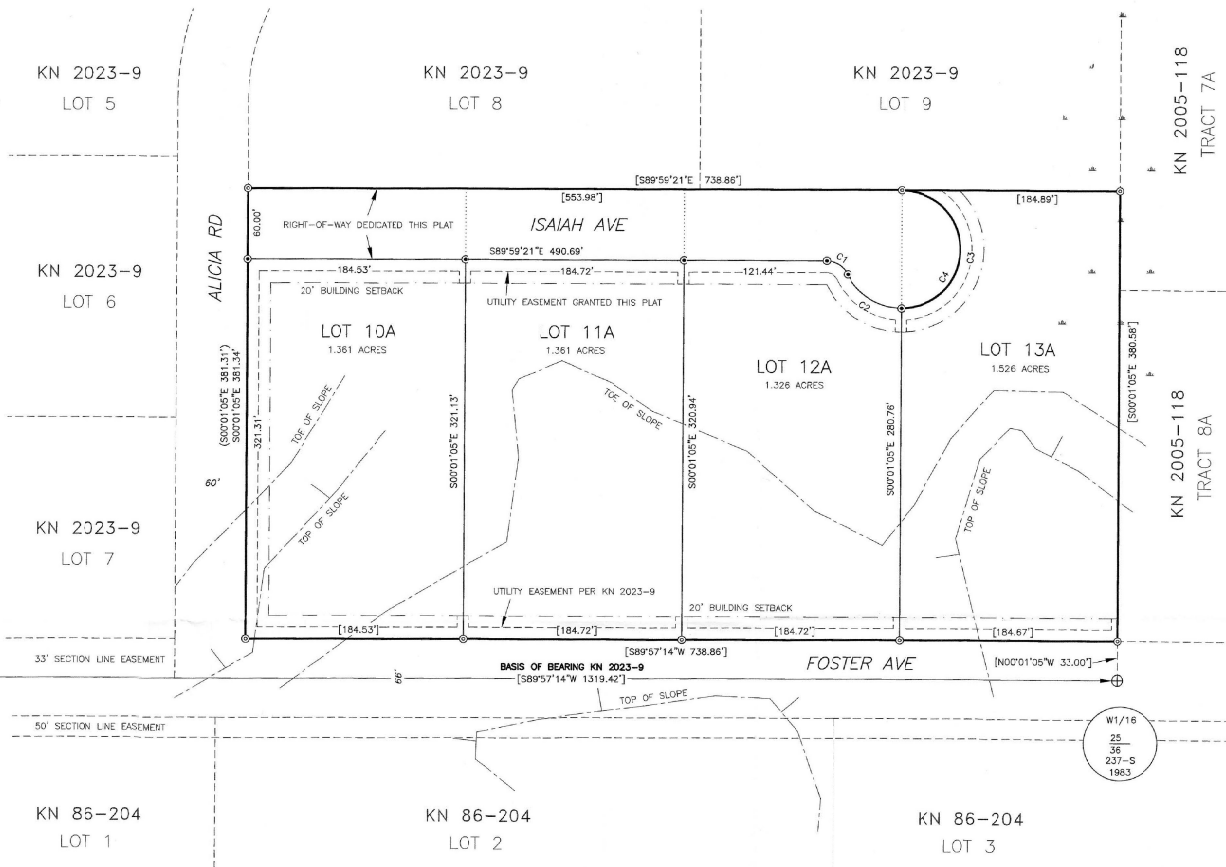 KN 2023-9
LOT 5
KN 2023-9
LOT 8
KN 2023-9
LOT 9
KN 2005-118
TRACT 7A
[S89°59'21"E 738.86']
[553.98']
[184.89']
ALICIA RD
60.00'
RIGHT-OF-WAY DEDICATED THIS PLAT
ISAIAH AVE
S89°59'21"E 490.69'
C1
C2
C3
C4
KN 2023-9
LOT 6
184.53'
184.72'
121.44'
20' BUILDING SETBACK
UTILITY EASEMENT GRANTED THIS PLAT
LOT 10A
1.361 ACRES
LOT 11A
1.361 ACRES
LOT 12A
1.326 ACRES
LOT 13A
1.526 ACRES
(S00°01'05"E 381.31')
S00°01'05"E 381.34'
321.31'
S00°01'05"E 321.13'
S00°01'05"E 320.94'
S00°01'05"E 280.76'
[S00°01'05"E 380.58']
TOE OF SLOPE
TOP OF SLOPE
TOE OF SLOPE
TOP OF SLOPE
KN 2005-118
TRACT 8A
60'
KN 2023-9
LOT 7
UTILITY EASEMENT PER KN 2023-9
20' BUILDING SETBACK
[184.53']
[184.72']
[184.72']
[184.67']
[S89°57'14"W 738.86']
33' SECTION LINE EASEMENT
BASIS OF BEARING KN 2023-9
[S89°57'14"W 1319.42']
66'
FOSTER AVE
[N00°01'05"W 33.00']
TOP OF SLOPE
50' SECTION LINE EASEMENT
W1/16
25
36
237-S
1983
KN 86-204
LOT 1
KN 86-204
LOT 2
KN 86-204
LOT 3